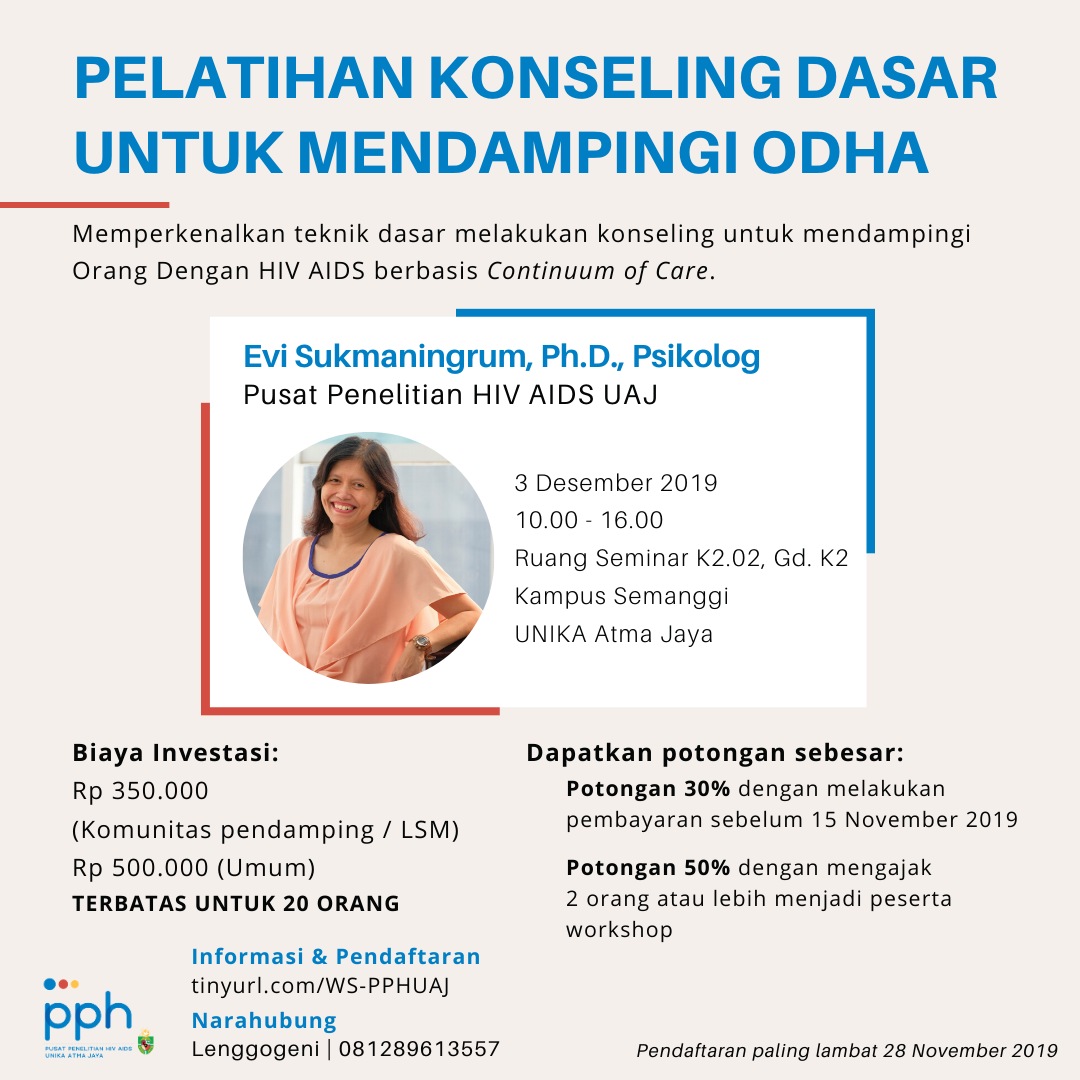 PELATIHAN KONSELING DASAR
UNTUK MENDAMPINGI ODHA
Memperkenalkan teknik dasar melakukan konseling untuk mendampingi
Orang Dengan HIV AIDS berbasis Continuum of Care.
Evi Sukmaningrum, Ph.D., Psikolog
Pusat Penelitian HIV AIDS UAJ
3 Desember 2019
10.00 - 16.00
Ruang Seminar K2.02, Gd. K2
Kampus Semanggi
UNIKA Atma Jaya
Biaya Investasi:
Rp 350.000
(Komunitas pendamping / LSM)
Rp 500.000 (Umum)
TERBATAS UNTUK 20 ORANG
Dapatkan potongan sebesar:
Potongan 30% dengan melakukan
pembayaran sebelum 15 November 2019
Potongan 50% dengan mengajak
2 orang atau lebih menjadi peserta
workshop
Informasi & Pendaftaran
tinyurl.com/WS-PPHUAJ
Narahubung
Lenggogeni | 081289613557
pph
PUSAT PENELITIAN HIV AIDS
UNIKA ATMA JAYA
Pendaftaran paling lambat 28 November 2019